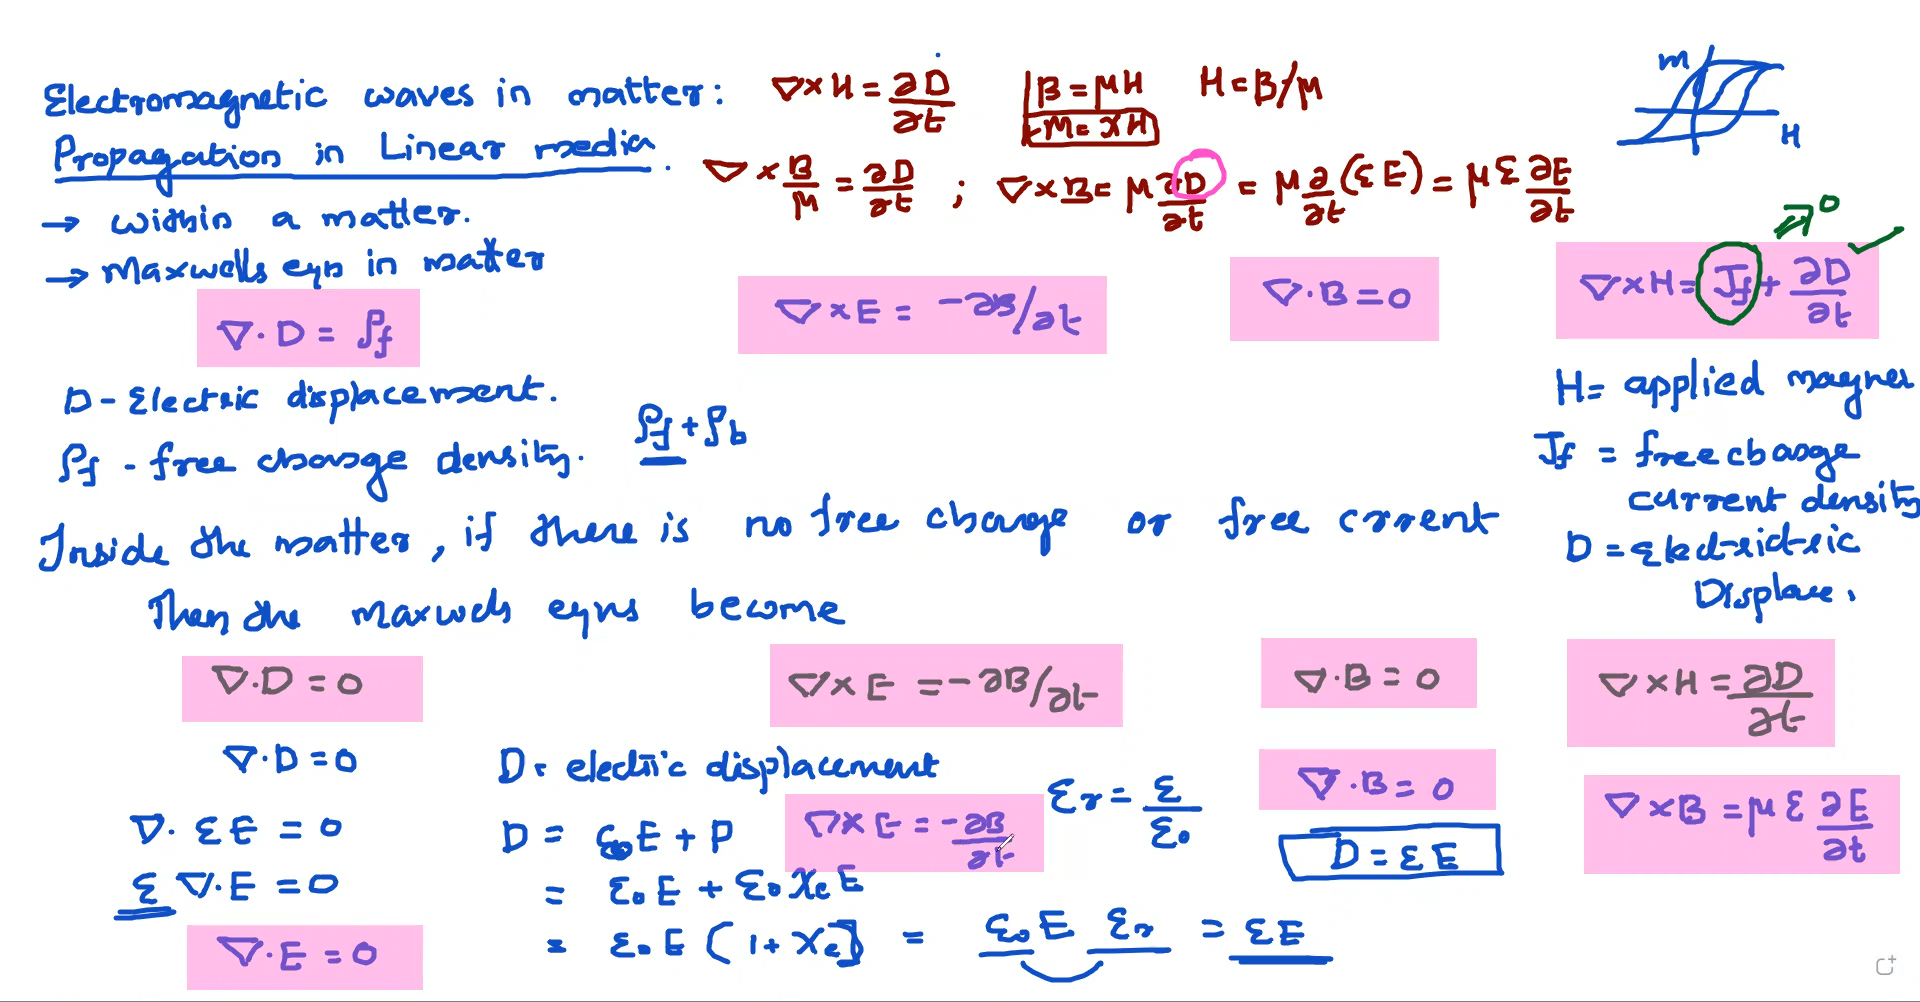 Electromagnetic waves in matter:
Propagation in Linear media.
→ within a matter.
→ Maxwells eqn in matter
∇×H = ∂D/∂t
B = μH
M = χH
H = B/μ
M
H
∇ × B/μ = ∂D/∂t ; ∇ × B = μ ∂D/∂t = μ ∂/∂t (εE) = με ∂E/∂t
0
∇·D = ρf
∇×E = -∂B/∂t
∇·B = 0
∇×H = Jf + ∂D/∂t
D - Electric displacement.
ρf - free charge density.
ρf + ρb
H = applied magnet
Jf = free charge
current density
D = Electrictric
Displace.
Inside the matter, if there is no free charge or free current
Then the maxwels eqns become
∇·D = 0
∇×E = -∂B/∂t
∇·B = 0
∇×H = ∂D/∂t
∇·D = 0
∇· εE = 0
ε ∇·E = 0
∇·E = 0
D = electric displacement
D = ε0E + P
= ε0E + ε0χeE
= ε0E (1+χe) = ε0E εr = εE
∇×E = -∂B/∂t
εr = ε/ε0
∇·B = 0
D = εE
∇×B = με ∂E/∂t